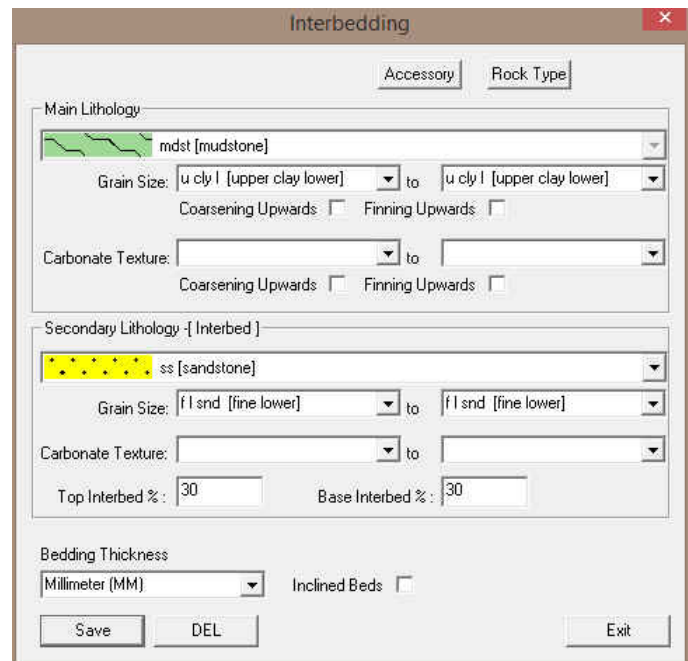 Interbedding
Accessory Rock Type
Main Lithology
mdst [mudstone]
Grain Size: u cly l [upper clay lower] to u cly l [upper clay lower]
Coarsening Upwards Finning Upwards
Carbonate Texture: to
Coarsening Upwards Finning Upwards
Secondary Lithology -[ Interbed ]
ss [sandstone]
Grain Size: f l snd [fine lower] to f l snd [fine lower]
Carbonate Texture: to
Top Interbed % : 30 Base Interbed % : 30
Bedding Thickness
Millimeter (MM) Inclined Beds
Save DEL Exit